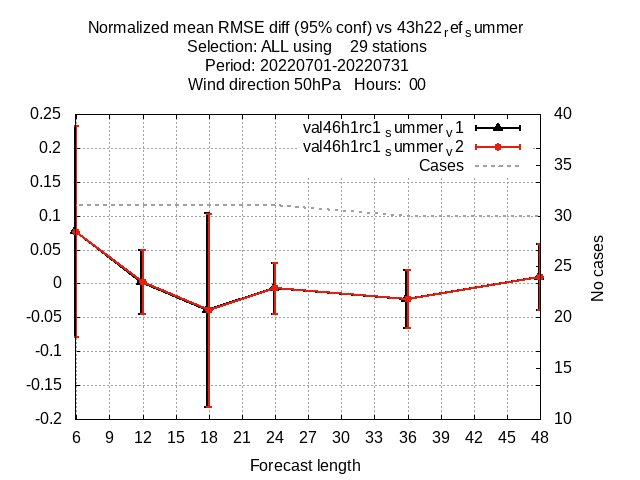 Normalized mean RMSE diff (95% conf) vs 43h22refsummer
Selection: ALL using 29 stations
Period: 20220701-20220731
Wind direction 50hPa Hours: 00
0.25
0.2
0.15
0.1
0.05
0
-0.05
-0.1
-0.15
-0.2
val46h1rc1summerv1
val46h1rc1summerv2
Cases
40
35
30
25
20
15
10
No cases
6 9 12 15 18 21 24 27 30 33 36 39 42 45 48
Forecast length